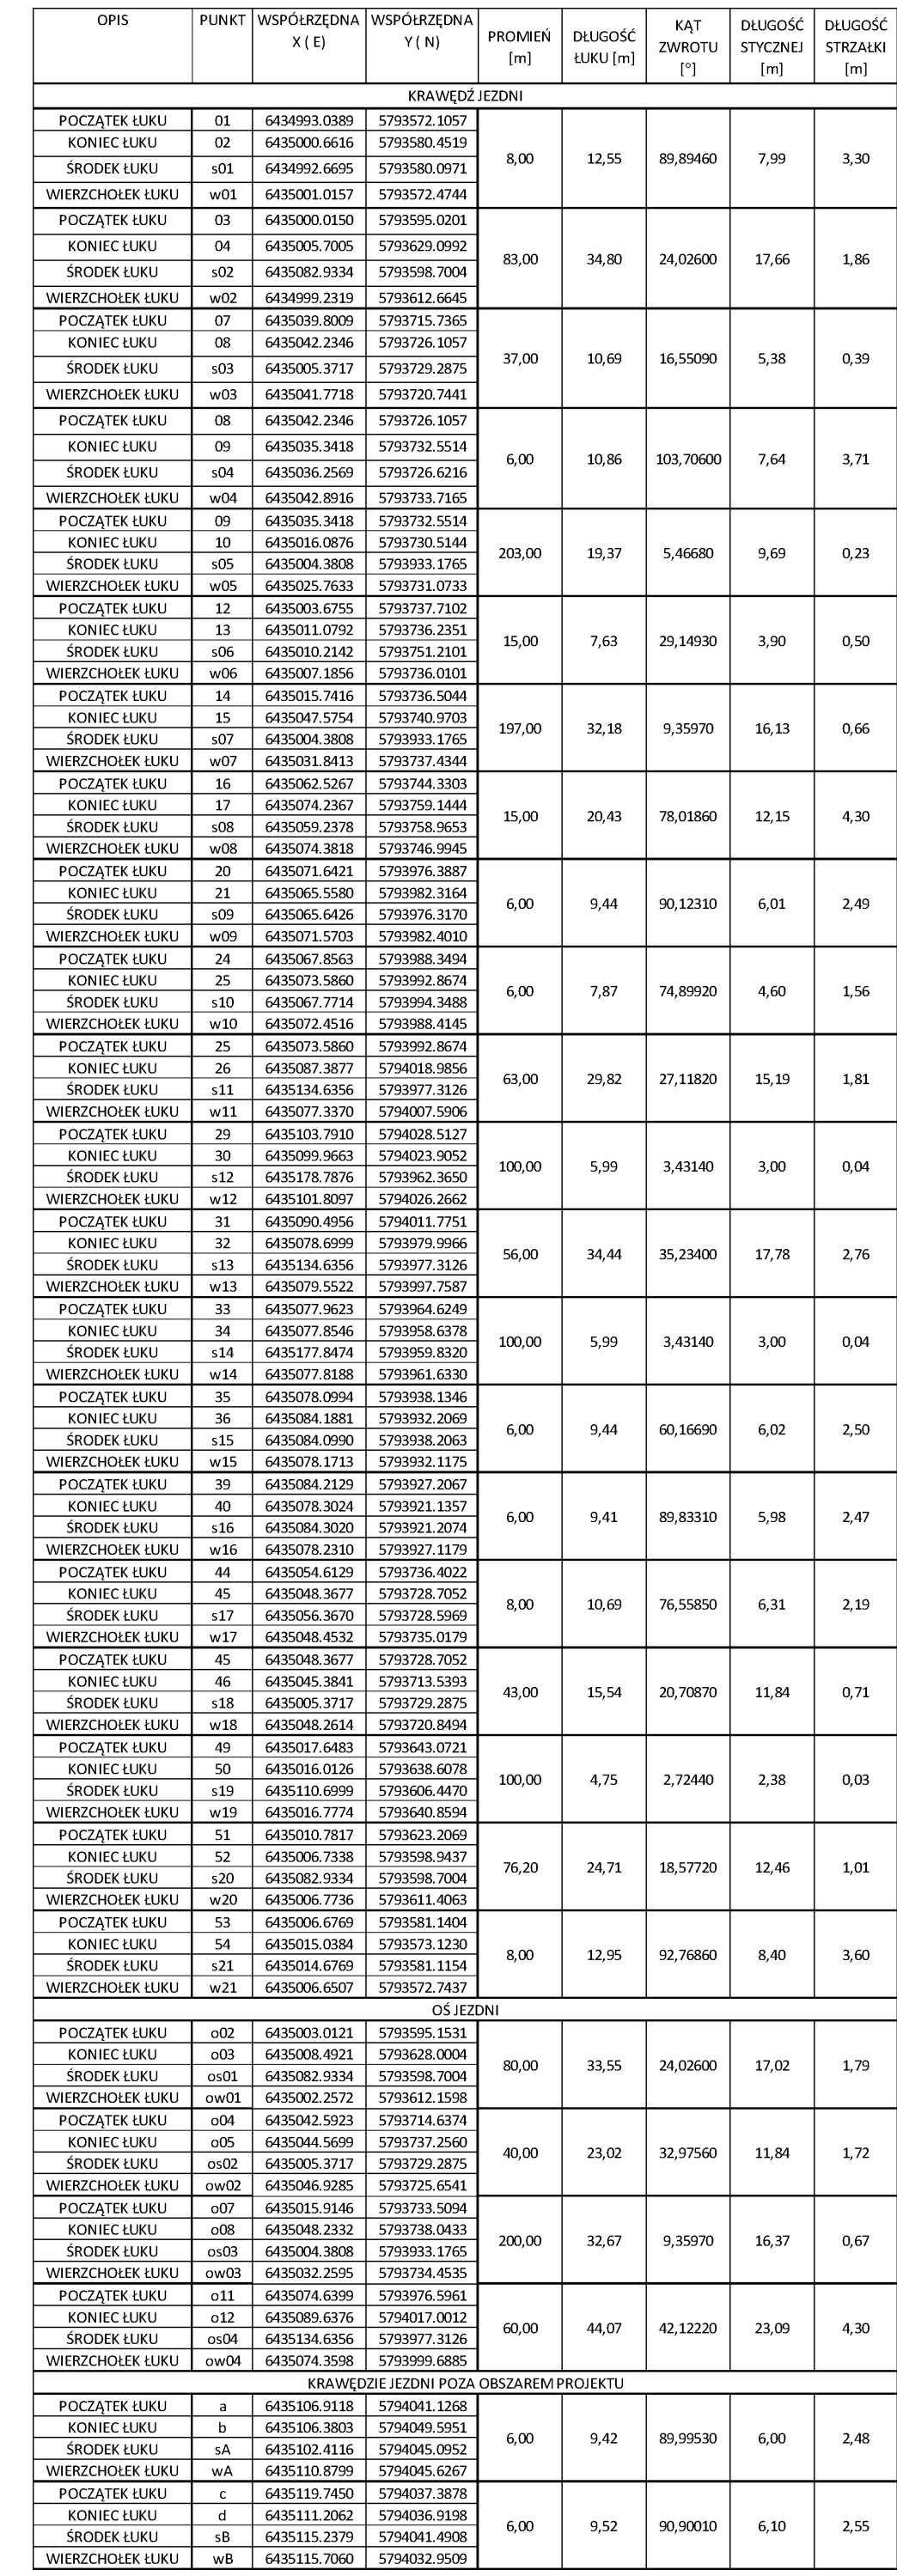 OPIS PUNKT WSPÓŁRZĘDNA X ( E) WSPÓŁRZĘDNA Y ( N) PROMIEŃ [m] DŁUGOŚĆ ŁUKU [m] KĄT ZWROTU [°] DŁUGOŚĆ STYCZNEJ [m] DŁUGOŚĆ STRZAŁKI [m]
KRAWĘDŹ JEZDNI
POCZĄTEK ŁUKU 01 6434993.0389 5793572.1057
KONIEC ŁUKU 02 6435000.6616 5793580.4519
8,00 12,55 89,89460 7,99 3,30
ŚRODEK ŁUKU s01 6434992.6695 5793580.0971
WIERZCHOŁEK ŁUKU w01 6435001.0157 5793572.4744
POCZĄTEK ŁUKU 03 6435000.0150 5793595.0201
KONIEC ŁUKU 04 6435005.7005 5793629.0992
83,00 34,80 24,02600 17,66 1,86
ŚRODEK ŁUKU s02 6435082.9334 5793598.7004
WIERZCHOŁEK ŁUKU w02 6434999.2319 5793612.6645
POCZĄTEK ŁUKU 07 6435039.8009 5793715.7365
KONIEC ŁUKU 08 6435042.2346 5793726.1057
37,00 10,69 16,55090 5,38 0,39
ŚRODEK ŁUKU s03 6435005.3717 5793729.2875
WIERZCHOŁEK ŁUKU w03 6435041.7718 5793720.7441
POCZĄTEK ŁUKU 08 6435042.2346 5793726.1057
KONIEC ŁUKU 09 6435035.3418 5793732.5514
6,00 10,86 103,70600 7,64 3,71
ŚRODEK ŁUKU s04 6435036.2569 5793726.6216
WIERZCHOŁEK ŁUKU w04 6435042.8916 5793733.7165
POCZĄTEK ŁUKU 09 6435035.3418 5793732.5514
KONIEC ŁUKU 10 6435016.0876 5793730.5144
203,00 19,37 5,46680 9,69 0,23
ŚRODEK ŁUKU s05 6435004.3808 5793933.1765
WIERZCHOŁEK ŁUKU w05 6435025.7633 5793731.0733
POCZĄTEK ŁUKU 12 6435003.6755 5793737.7102
KONIEC ŁUKU 13 6435011.0792 5793736.2351
15,00 7,63 29,14930 3,90 0,50
ŚRODEK ŁUKU s06 6435010.2142 5793751.2101
WIERZCHOŁEK ŁUKU w06 6435007.1856 5793736.0101
POCZĄTEK ŁUKU 14 6435015.7416 5793736.5044
KONIEC ŁUKU 15 6435047.5754 5793740.9703
197,00 32,18 9,35970 16,13 0,66
ŚRODEK ŁUKU s07 6435004.3808 5793933.1765
WIERZCHOŁEK ŁUKU w07 6435031.8413 5793737.4344
POCZĄTEK ŁUKU 16 6435062.5267 5793744.3303
KONIEC ŁUKU 17 6435074.2367 5793759.1444
15,00 20,43 78,01860 12,15 4,30
ŚRODEK ŁUKU s08 6435059.2378 5793758.9653
WIERZCHOŁEK ŁUKU w08 6435074.3818 5793746.9945
POCZĄTEK ŁUKU 20 6435071.6421 5793976.3887
KONIEC ŁUKU 21 6435065.5580 5793982.3164
6,00 9,44 90,12310 6,01 2,49
ŚRODEK ŁUKU s09 6435065.6426 5793976.3170
WIERZCHOŁEK ŁUKU w09 6435071.5703 5793982.4010
POCZĄTEK ŁUKU 24 6435067.8563 5793988.3494
KONIEC ŁUKU 25 6435073.5860 5793992.8674
6,00 7,87 74,89920 4,60 1,56
ŚRODEK ŁUKU s10 6435067.7714 5793994.3488
WIERZCHOŁEK ŁUKU w10 6435072.4516 5793988.4145
POCZĄTEK ŁUKU 25 6435073.5860 5793992.8674
KONIEC ŁUKU 26 6435087.3877 5794018.9856
63,00 29,82 27,11820 15,19 1,81
ŚRODEK ŁUKU s11 6435134.6356 5793977.3126
WIERZCHOŁEK ŁUKU w11 6435077.3370 5794007.5906
POCZĄTEK ŁUKU 29 6435103.7910 5794028.5127
KONIEC ŁUKU 30 6435099.9663 5794023.9052
100,00 5,99 3,43140 3,00 0,04
ŚRODEK ŁUKU s12 6435178.7876 5793962.3650
WIERZCHOŁEK ŁUKU w12 6435101.8097 5794026.2662
POCZĄTEK ŁUKU 31 6435090.4956 5794011.7751
KONIEC ŁUKU 32 6435078.6999 5793979.9966
56,00 34,44 35,23400 17,78 2,76
ŚRODEK ŁUKU s13 6435134.6356 5793977.3126
WIERZCHOŁEK ŁUKU w13 6435079.5522 5793997.7587
POCZĄTEK ŁUKU 33 6435077.9623 5793964.6249
KONIEC ŁUKU 34 6435077.8546 5793958.6378
100,00 5,99 3,43140 3,00 0,04
ŚRODEK ŁUKU s14 6435177.8474 5793959.8320
WIERZCHOŁEK ŁUKU w14 6435077.8188 5793961.6330
POCZĄTEK ŁUKU 35 6435078.0994 5793938.1346
KONIEC ŁUKU 36 6435084.1881 5793932.2069
6,00 9,44 60,16690 6,02 2,50
ŚRODEK ŁUKU s15 6435084.0990 5793938.2063
WIERZCHOŁEK ŁUKU w15 6435078.1713 5793932.1175
POCZĄTEK ŁUKU 39 6435084.2129 5793927.2067
KONIEC ŁUKU 40 6435078.3024 5793921.1357
6,00 9,41 89,83310 5,98 2,47
ŚRODEK ŁUKU s16 6435084.3020 5793921.2074
WIERZCHOŁEK ŁUKU w16 6435078.2310 5793927.1179
POCZĄTEK ŁUKU 44 6435054.6129 5793736.4022
KONIEC ŁUKU 45 6435048.3677 5793728.7052
8,00 10,69 76,55850 6,31 2,19
ŚRODEK ŁUKU s17 6435056.3670 5793728.5969
WIERZCHOŁEK ŁUKU w17 6435048.4532 5793735.0179
POCZĄTEK ŁUKU 45 6435048.3677 5793728.7052
KONIEC ŁUKU 46 6435045.3841 5793713.5393
43,00 15,54 20,70870 11,84 0,71
ŚRODEK ŁUKU s18 6435005.3717 5793729.2875
WIERZCHOŁEK ŁUKU w18 6435048.2614 5793720.8494
POCZĄTEK ŁUKU 49 6435017.6483 5793643.0721
KONIEC ŁUKU 50 6435016.0126 5793638.6078
100,00 4,75 2,72440 2,38 0,03
ŚRODEK ŁUKU s19 6435110.6999 5793606.4470
WIERZCHOŁEK ŁUKU w19 6435016.7774 5793640.8594
POCZĄTEK ŁUKU 51 6435010.7817 5793623.2069
KONIEC ŁUKU 52 6435006.7338 5793598.9437
76,20 24,71 18,57720 12,46 1,01
ŚRODEK ŁUKU s20 6435082.9334 5793598.7004
WIERZCHOŁEK ŁUKU w20 6435006.7736 5793611.4063
POCZĄTEK ŁUKU 53 6435006.6769 5793581.1404
KONIEC ŁUKU 54 6435015.0384 5793573.1230
8,00 12,95 92,76860 8,40 3,60
ŚRODEK ŁUKU s21 6435014.6769 5793581.1154
WIERZCHOŁEK ŁUKU w21 6435006.6507 5793572.7437
OŚ JEZDNI
POCZĄTEK ŁUKU o02 6435003.0121 5793595.1531
KONIEC ŁUKU o03 6435008.4921 5793628.0004
80,00 33,55 24,02600 17,02 1,79
ŚRODEK ŁUKU os01 6435082.9334 5793598.7004
WIERZCHOŁEK ŁUKU ow01 6435002.2572 5793612.1598
POCZĄTEK ŁUKU o04 6435042.5923 5793714.6374
KONIEC ŁUKU o05 6435044.5699 5793737.2560
40,00 23,02 32,97560 11,84 1,72
ŚRODEK ŁUKU os02 6435005.3717 5793729.2875
WIERZCHOŁEK ŁUKU ow02 6435046.9285 5793725.6541
POCZĄTEK ŁUKU o07 6435015.9146 5793733.5094
KONIEC ŁUKU o08 6435048.2332 5793738.0433
200,00 32,67 9,35970 16,37 0,67
ŚRODEK ŁUKU os03 6435004.3808 5793933.1765
WIERZCHOŁEK ŁUKU ow03 6435032.2595 5793734.4535
POCZĄTEK ŁUKU o11 6435074.6399 5793976.5961
KONIEC ŁUKU o12 6435089.6376 5794017.0012
60,00 44,07 42,12220 23,09 4,30
ŚRODEK ŁUKU os04 6435134.6356 5793977.3126
WIERZCHOŁEK ŁUKU ow04 6435074.3598 5793999.6885
KRAWĘDZIE JEZDNI POZA OBSZAREM PROJEKTU
POCZĄTEK ŁUKU a 6435106.9118 5794041.1268
KONIEC ŁUKU b 6435106.3803 5794049.5951
6,00 9,42 89,99530 6,00 2,48
ŚRODEK ŁUKU sA 6435102.4116 5794045.0952
WIERZCHOŁEK ŁUKU wA 6435110.8799 5794045.6267
POCZĄTEK ŁUKU c 6435119.7450 5794037.3878
KONIEC ŁUKU d 6435111.2062 5794036.9198
6,00 9,52 90,90010 6,10 2,55
ŚRODEK ŁUKU sB 6435115.2379 5794041.4908
WIERZCHOŁEK ŁUKU wB 6435115.7060 5794032.9509